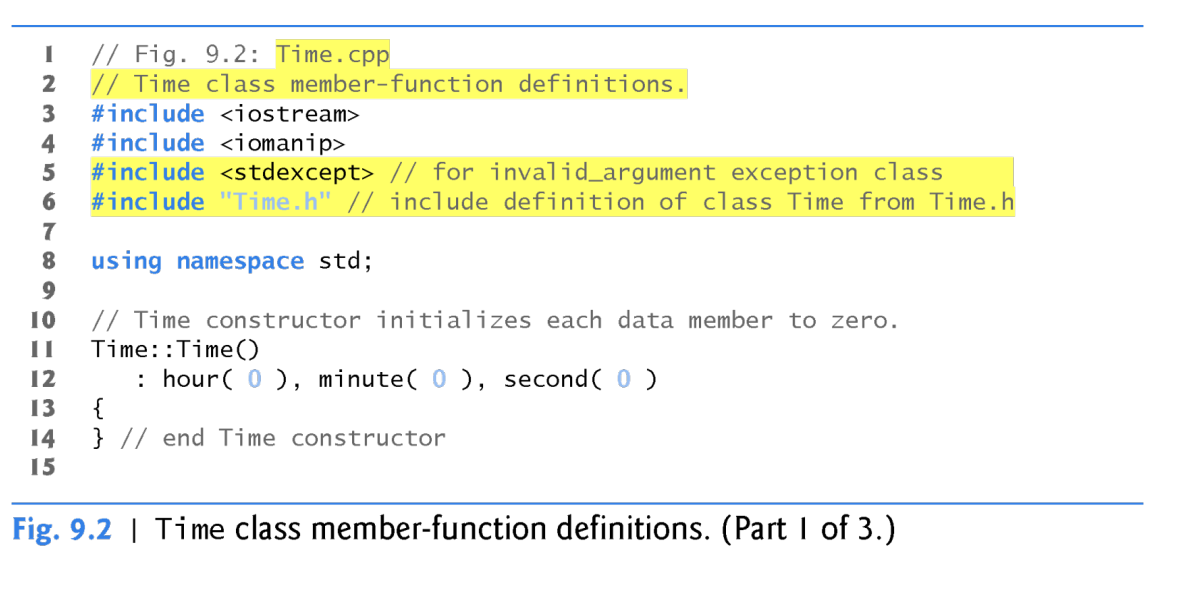 1 // Fig. 9.2: Time.cpp
2 // Time class member-function definitions.
3 #include <iostream>
4 #include <iomanip>
5 #include <stdexcept> // for invalid_argument exception class
6 #include "Time.h" // include definition of class Time from Time.h
7
8 using namespace std;
9
10 // Time constructor initializes each data member to zero.
11 Time::Time()
12    : hour( 0 ), minute( 0 ), second( 0 )
13 {
14 } // end Time constructor
15
Fig. 9.2 | Time class member-function definitions. (Part 1 of 3.)